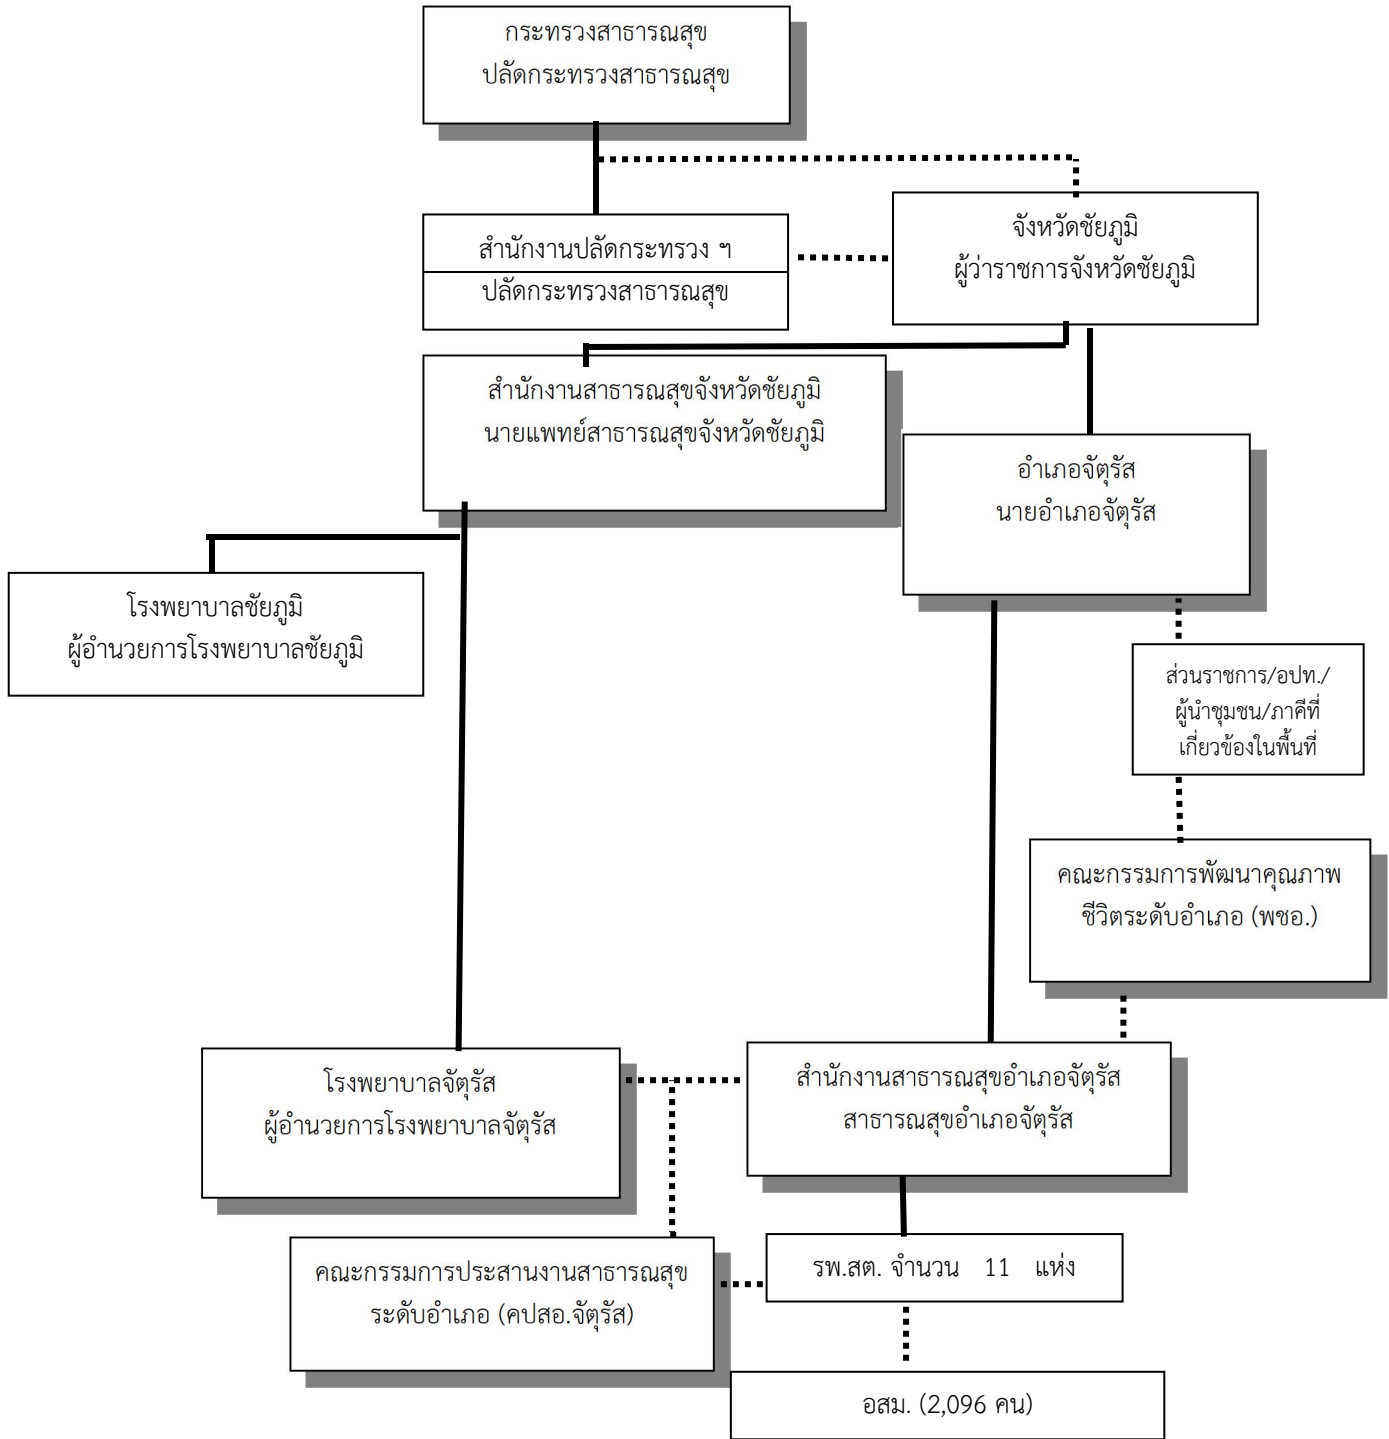 กระทรวงสาธารณสุข
ปลัดกระทรวงสาธารณสุข
สำนักงานปลัดกระทรวง ฯ
ปลัดกระทรวงสาธารณสุข
จังหวัดชัยภูมิ
ผู้ว่าราชการจังหวัดชัยภูมิ
สำนักงานสาธารณสุขจังหวัดชัยภูมิ
นายแพทย์สาธารณสุขจังหวัดชัยภูมิ
อำเภอจัตุรัส
นายอำเภอจัตุรัส
โรงพยาบาลชัยภูมิ
ผู้อำนวยการโรงพยาบาลชัยภูมิ
ส่วนราชการ/อปท./
ผู้นำชุมชน/ภาคีที่
เกี่ยวข้องในพื้นที่
คณะกรรมการพัฒนาคุณภาพ
ชีวิตระดับอำเภอ (พชอ.)
โรงพยาบาลจัตุรัส
ผู้อำนวยการโรงพยาบาลจัตุรัส
สำนักงานสาธารณสุขอำเภอจัตุรัส
สาธารณสุขอำเภอจัตุรัส
คณะกรรมการประสานงานสาธารณสุข
ระดับอำเภอ (คปสอ.จัตุรัส)
รพ.สต. จำนวน 11 แห่ง
อสม. (2,096 คน)